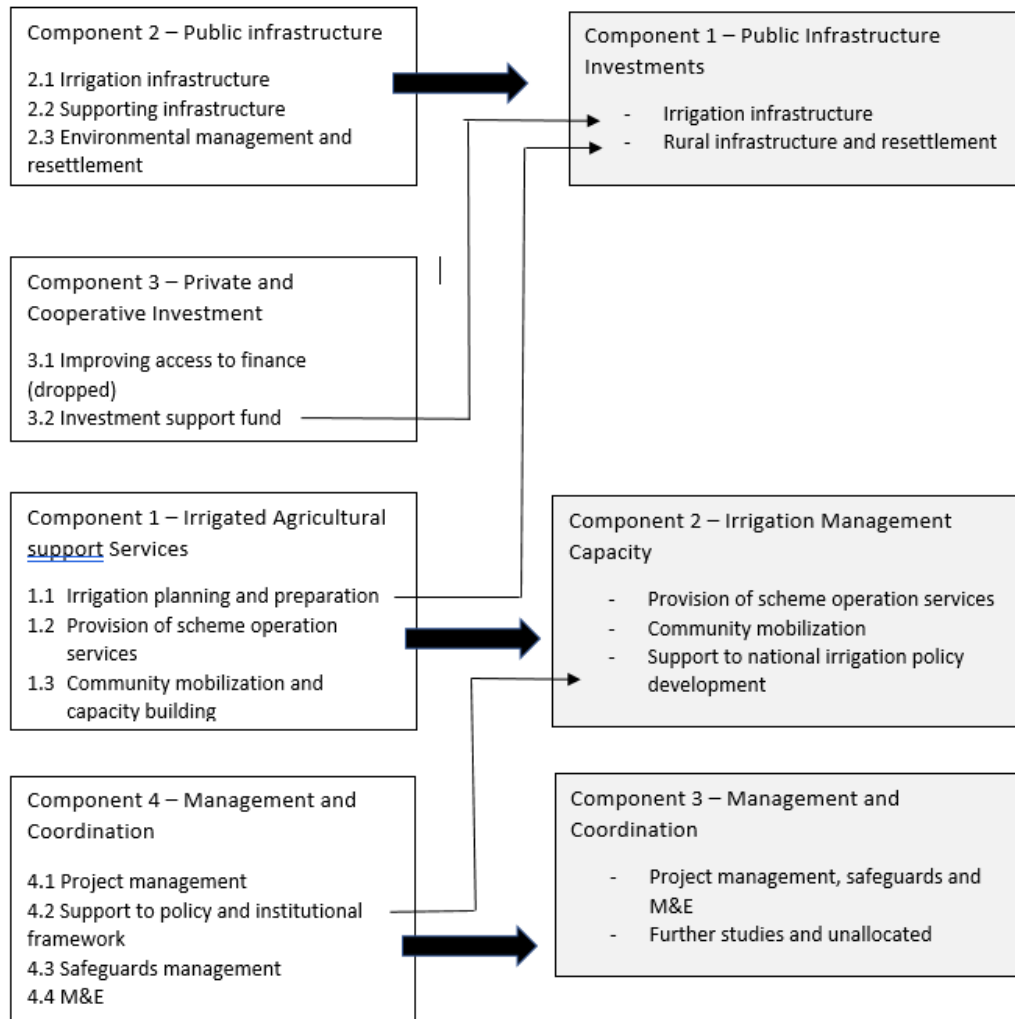 Component 2 – Public infrastructure
2.1 Irrigation infrastructure
2.2 Supporting infrastructure
2.3 Environmental management and
resettlement
Component 1 – Public Infrastructure
Investments
- Irrigation infrastructure
- Rural infrastructure and resettlement
Component 3 – Private and
Cooperative Investment
3.1 Improving access to finance
(dropped)
3.2 Investment support fund
Component 1 – Irrigated Agricultural
support Services
1.1 Irrigation planning and preparation
1.2 Provision of scheme operation
services
1.3 Community mobilization and
capacity building
Component 2 – Irrigation Management
Capacity
- Provision of scheme operation services
- Community mobilization
- Support to national irrigation policy
development
Component 4 – Management and
Coordination
4.1 Project management
4.2 Support to policy and institutional
framework
4.3 Safeguards management
4.4 M&E
Component 3 – Management and
Coordination
- Project management, safeguards and
M&E
- Further studies and unallocated